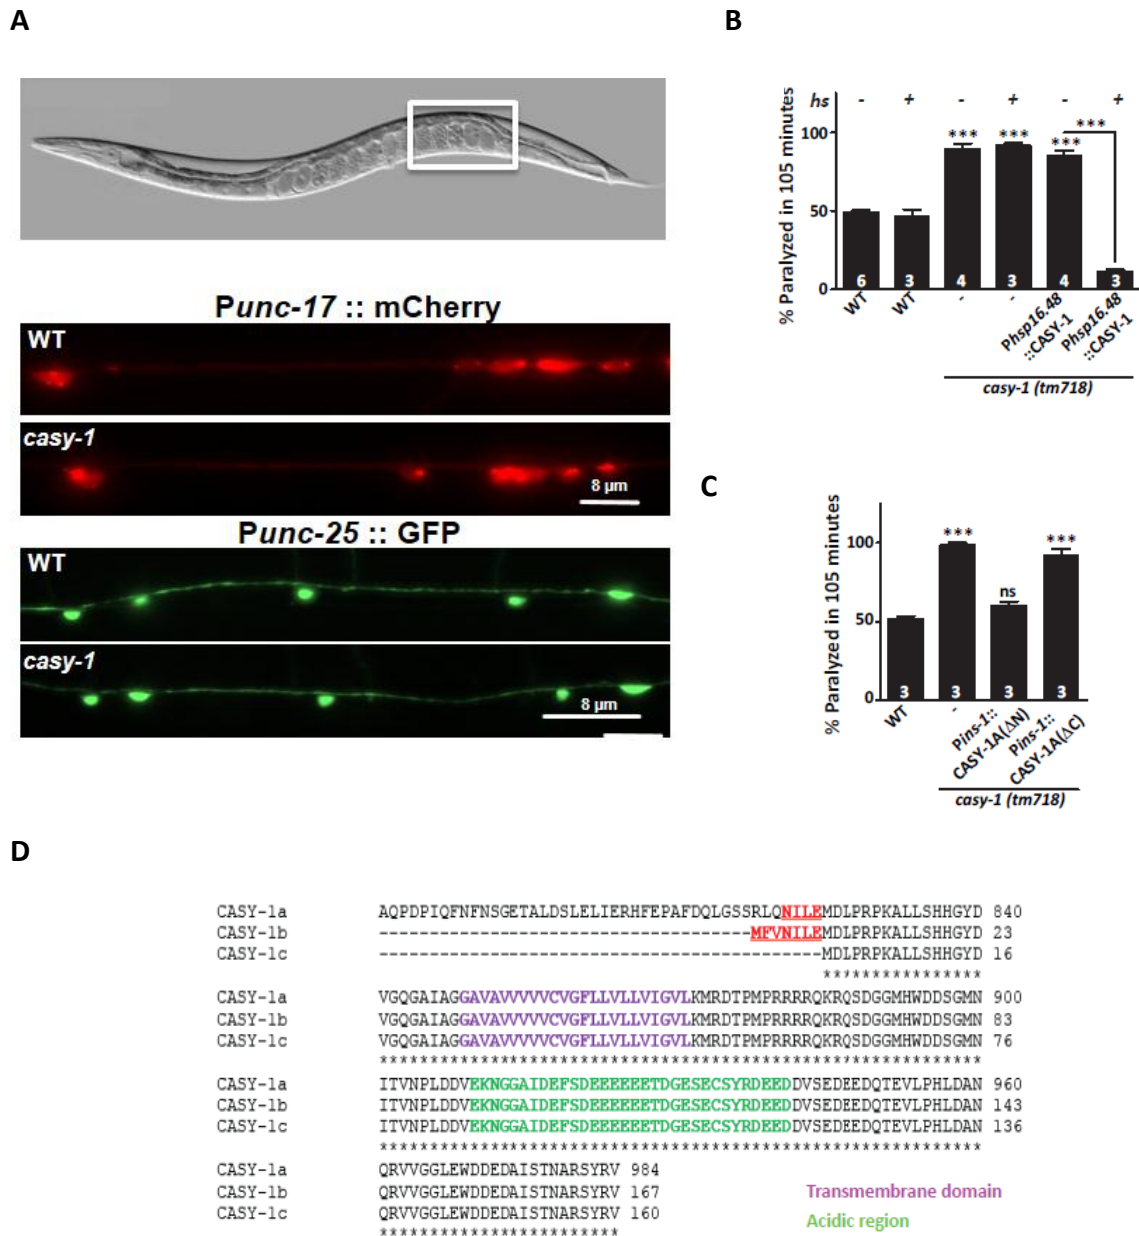 A
B
Punc-17 :: mCherry
WT
casy-1
8 μm
Punc-25 :: GFP
WT
casy-1
8 μm
% Paralyzed in 105 minutes
hs - + - + - +
100
50
0
*** *** *** ***
6 3 4 3 4 3
WT WT - - Phsp16.48 ::CASY-1 Phsp16.48 ::CASY-1
casy-1 (tm718)
C
% Paralyzed in 105 minutes
100
50
0
*** ns ***
3 3 3 3
WT - Pins-1:: CASY-1A(ΔN) Pins-1:: CASY-1A(ΔC)
casy-1 (tm718)
D
CASY-1a AQPDPIQFNFNSGETALDSLELIERHFEPAFDQLGSSRLQNILEMDLPRPKALLSHHGYD 840
CASY-1b -------------------------------------MFVNILEMDLPRPKALLSHHGYD 23
CASY-1c --------------------------------------------MDLPRPKALLSHHGYD 16
****************
CASY-1a VGQGAIAGGAVAVVVVVCVGFLLVLLVIGVLKMRDTPMPRRRRQKRQSDGGMHWDDSGMN 900
CASY-1b VGQGAIAGGAVAVVVVVCVGFLLVLLVIGVLKMRDTPMPRRRRQKRQSDGGMHWDDSGMN 83
CASY-1c VGQGAIAGGAVAVVVVVCVGFLLVLLVIGVLKMRDTPMPRRRRQKRQSDGGMHWDDSGMN 76
************************************************************
CASY-1a ITVNPLDDVEKNGGAIDEFSDEEEEEETDGESECSYRDEEDDVSEDEEDQTEVLPHLDAN 960
CASY-1b ITVNPLDDVEKNGGAIDEFSDEEEEEETDGESECSYRDEEDDVSEDEEDQTEVLPHLDAN 143
CASY-1c ITVNPLDDVEKNGGAIDEFSDEEEEEETDGESECSYRDEEDDVSEDEEDQTEVLPHLDAN 136
************************************************************
CASY-1a QRVVGGLEWDDEDAISTNARSYRV 984
CASY-1b QRVVGGLEWDDEDAISTNARSYRV 167
CASY-1c QRVVGGLEWDDEDAISTNARSYRV 160
************************
Transmembrane domain
Acidic region